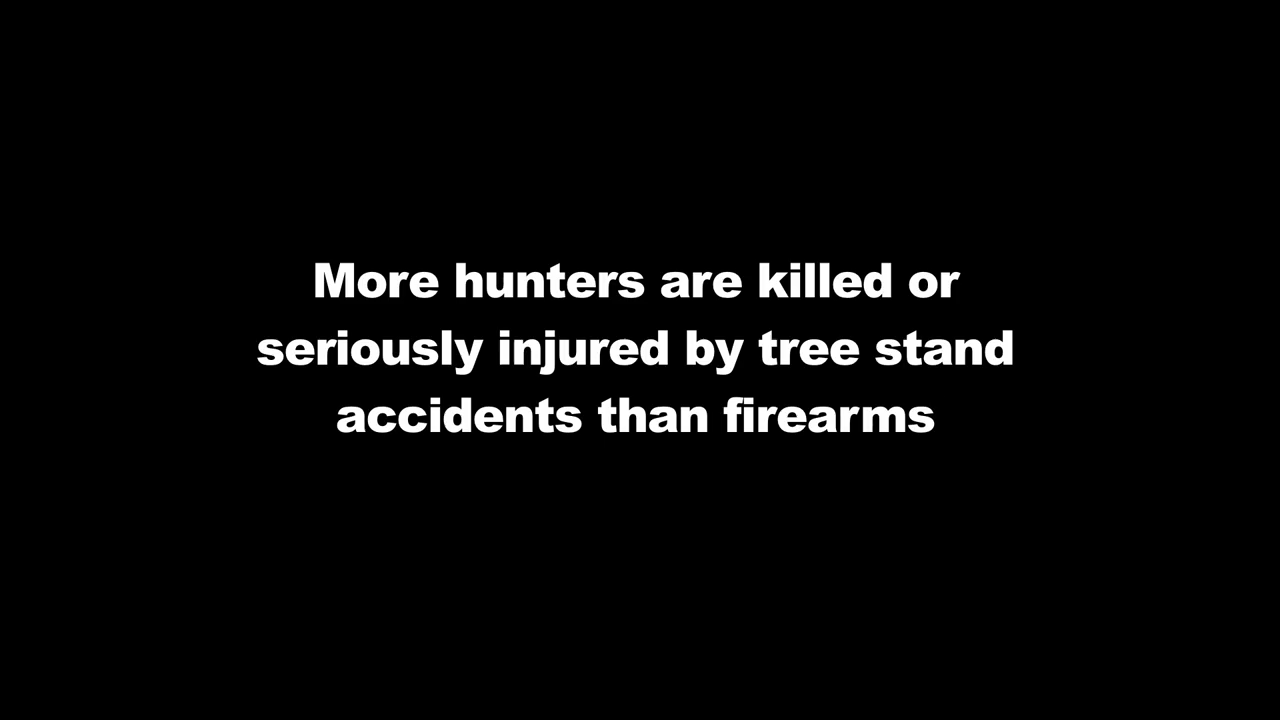 More hunters are killed or
seriously injured by tree stand
accidents than firearms